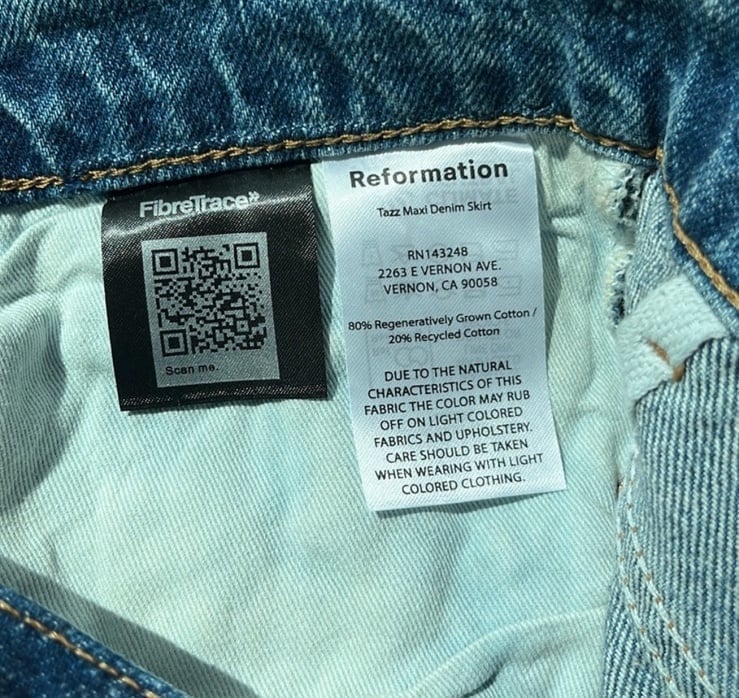 FibreTrace
Scan me.
Reformation
Tazz Maxi Denim Skirt
RN143248
2263 E VERNON AVE.
VERNON, CA 90058
80% Regeneratively Grown Cotton /
20% Recycled Cotton
DUE TO THE NATURAL
CHARACTERISTICS OF THIS
FABRIC THE COLOR MAY RUB
OFF ON LIGHT COLORED
FABRICS AND UPHOLSTERY.
CARE SHOULD BE TAKEN
WHEN WEARING WITH LIGHT
COLORED CLOTHING.